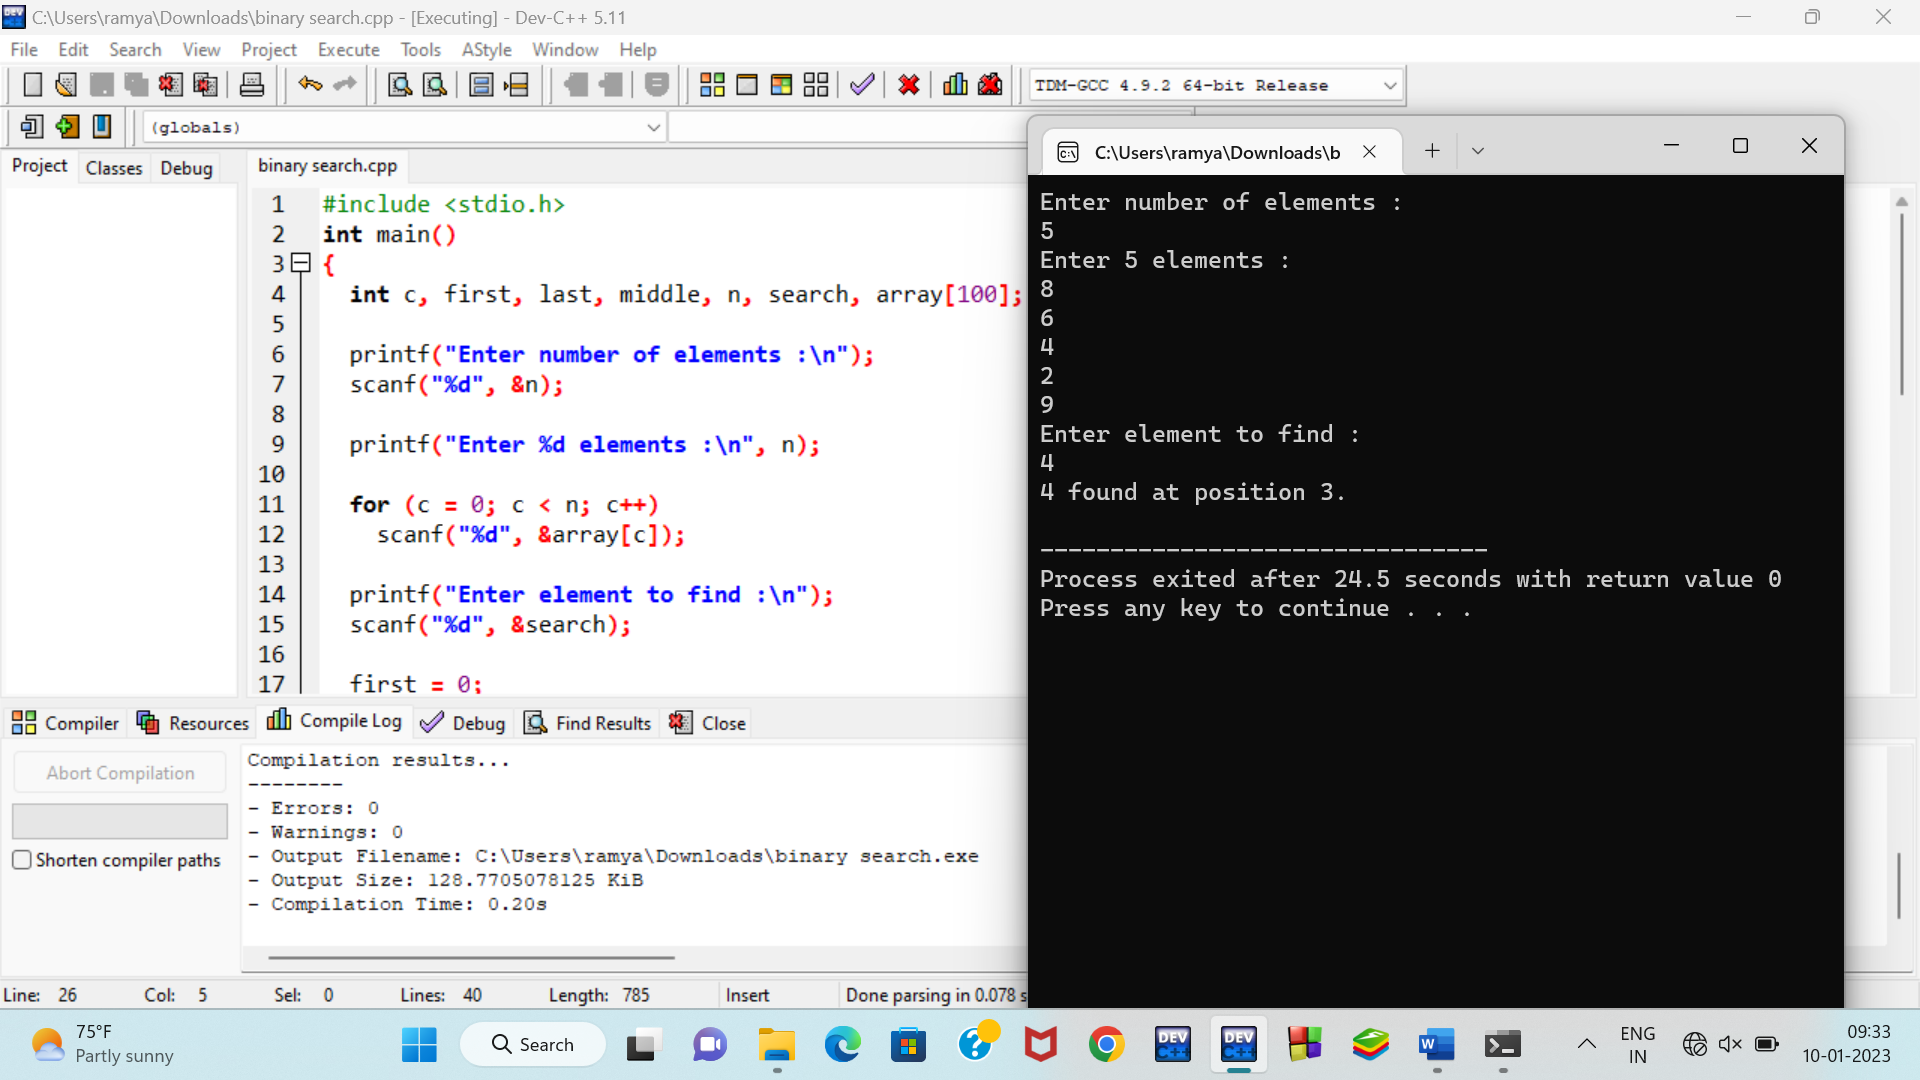 C:\Users\ramya\Downloads\binary search.cpp - [Executing] - Dev-C++ 5.11
File Edit Search View Project Execute Tools AStyle Window Help
TDM-GCC 4.9.2 64-bit Release
(globals)
Project Classes Debug
binary search.cpp
1 #include <stdio.h>
2 int main()
3 {
4 int c, first, last, middle, n, search, array[100];
5
6 printf("Enter number of elements :\n");
7 scanf("%d", &n);
8
9 printf("Enter %d elements :\n", n);
10
11 for (c = 0; c < n; c++)
12 scanf("%d", &array[c]);
13
14 printf("Enter element to find :\n");
15 scanf("%d", &search);
16
17 first = 0;
C:\Users\ramya\Downloads\b
Enter number of elements :
5
Enter 5 elements :
8
6
4
2
9
Enter element to find :
4
4 found at position 3.
--------------------------------
Process exited after 24.5 seconds with return value 0
Press any key to continue . . .
Compiler Resources Compile Log Debug Find Results Close
Abort Compilation
Shorten compiler paths
Compilation results...
--------
- Errors: 0
- Warnings: 0
- Output Filename: C:\Users\ramya\Downloads\binary search.exe
- Output Size: 128.7705078125 KiB
- Compilation Time: 0.20s
Line: 26 Col: 5 Sel: 0 Lines: 40 Length: 785 Insert Done parsing in 0.078 s
75°F
Partly sunny
Search
DEV
C++
DEV
C++
W
ENG
IN
09:33
10-01-2023